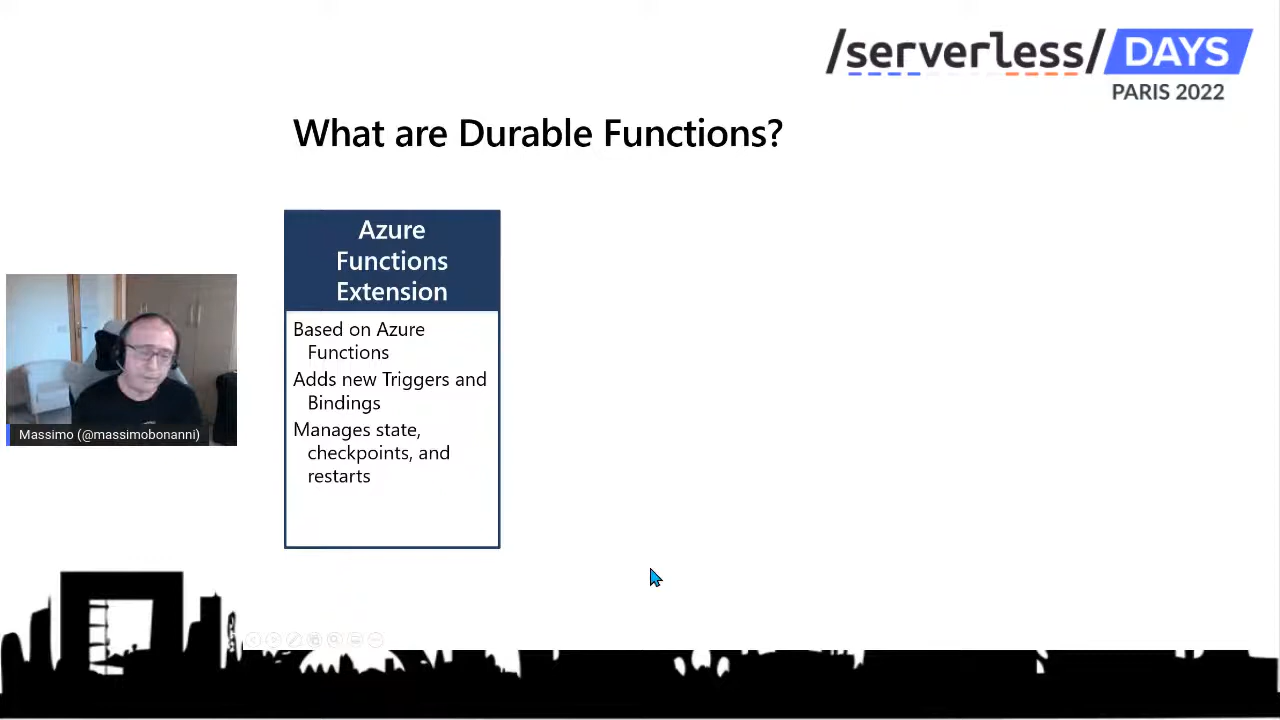 /serverless/ DAYS
PARIS 2022
What are Durable Functions?
Azure
Functions
Extension
Based on Azure
Functions
Adds new Triggers and
Bindings
Manages state,
checkpoints, and
restarts
Massimo (@massimobonanni)